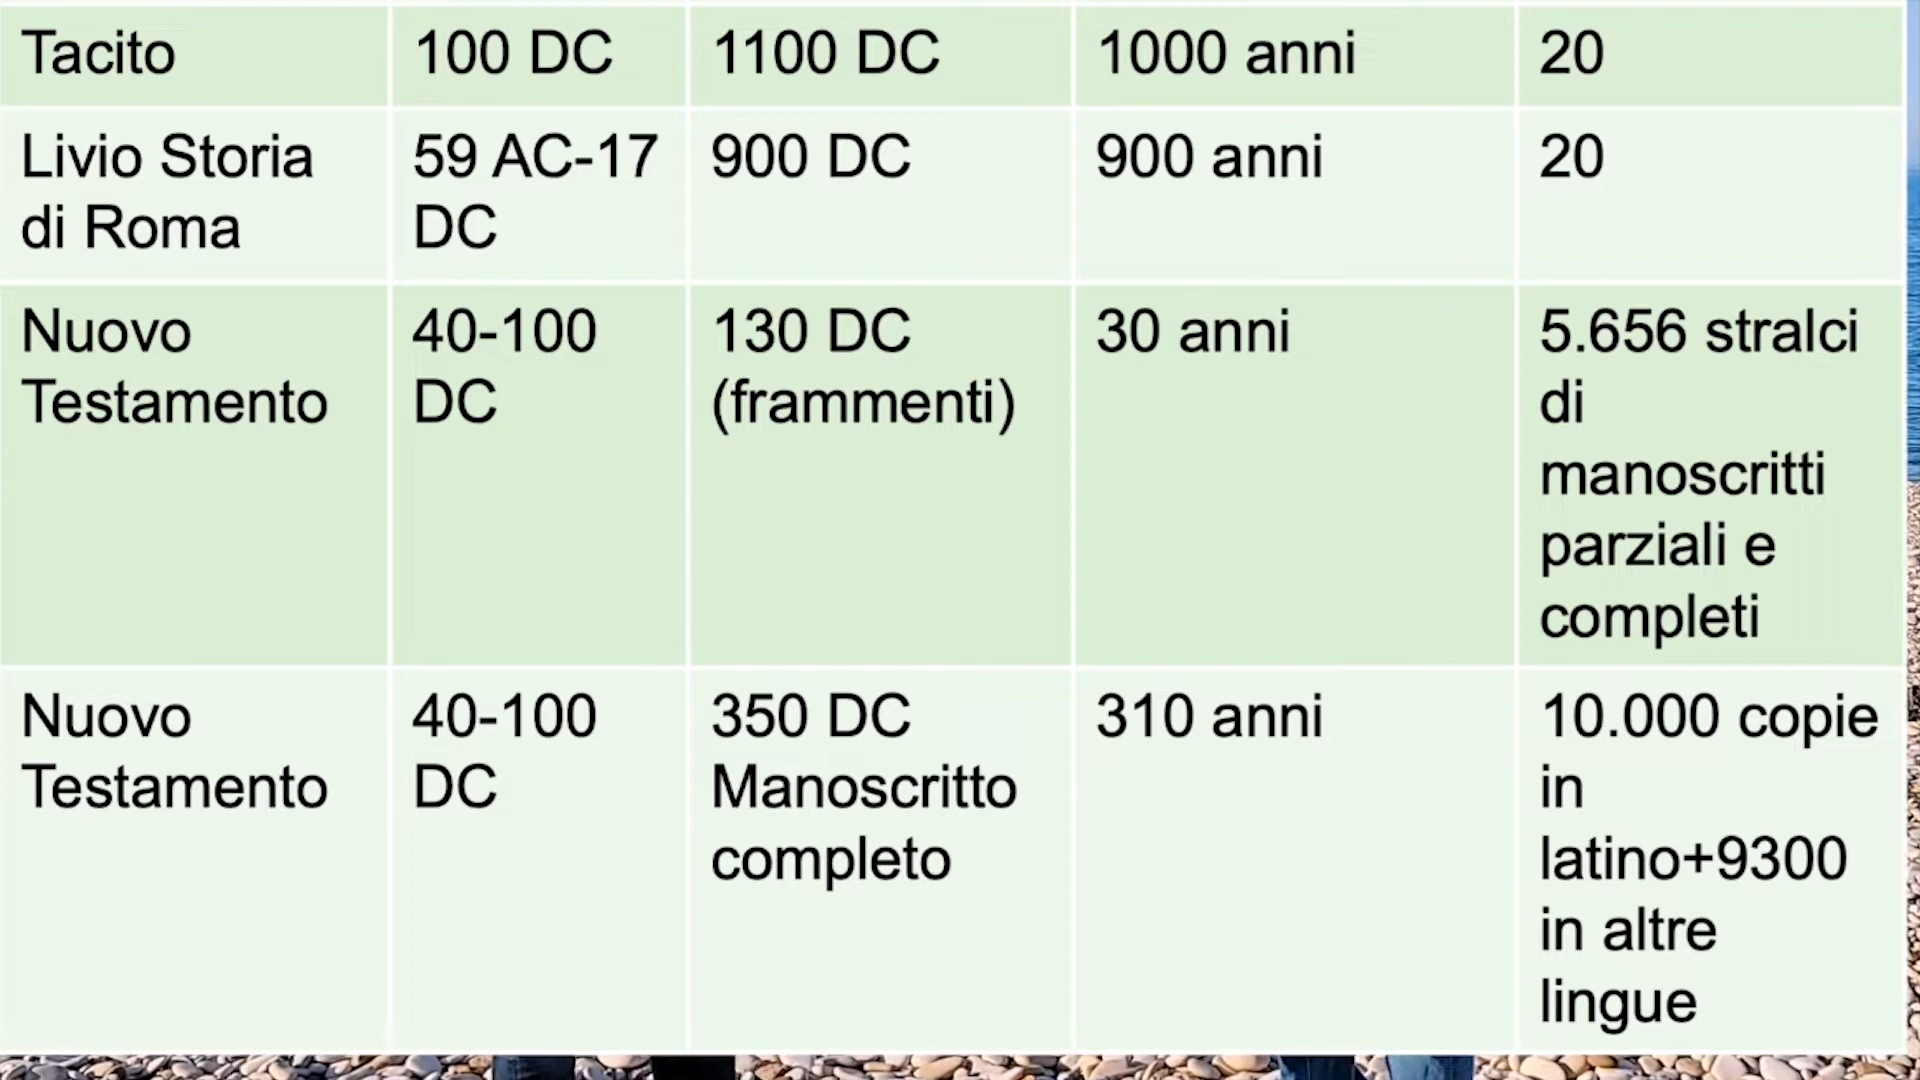 Tacito
100 DC
1100 DC
1000 anni
20
Livio Storia
di Roma
59 AC-17
DC
900 DC
900 anni
20
Nuovo
Testamento
40-100
DC
130 DC
(frammenti)
30 anni
5.656 stralci
di
manoscritti
parziali e
completi
Nuovo
Testamento
40-100
DC
350 DC
Manoscritto
completo
310 anni
10.000 copie
in
latino+9300
in altre
lingue